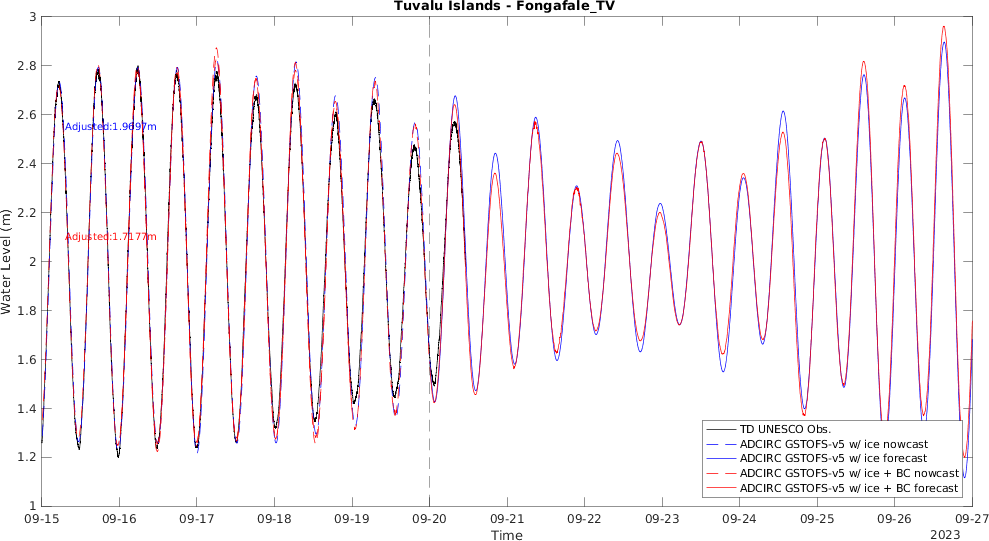 Tuvalu Islands - Fongafale_TV
Water Level (m)
3
2.8
2.6
2.4
2.2
2
1.8
1.6
1.4
1.2
1
Adjusted:1.9697m
Adjusted:1.7177m
TD UNESCO Obs.
ADCIRC GSTOFS-v5 w/ ice nowcast
ADCIRC GSTOFS-v5 w/ ice forecast
ADCIRC GSTOFS-v5 w/ ice + BC nowcast
ADCIRC GSTOFS-v5 w/ ice + BC forecast
09-15 09-16 09-17 09-18 09-19 09-20 09-21 09-22 09-23 09-24 09-25 09-26 09-27
Time
2023